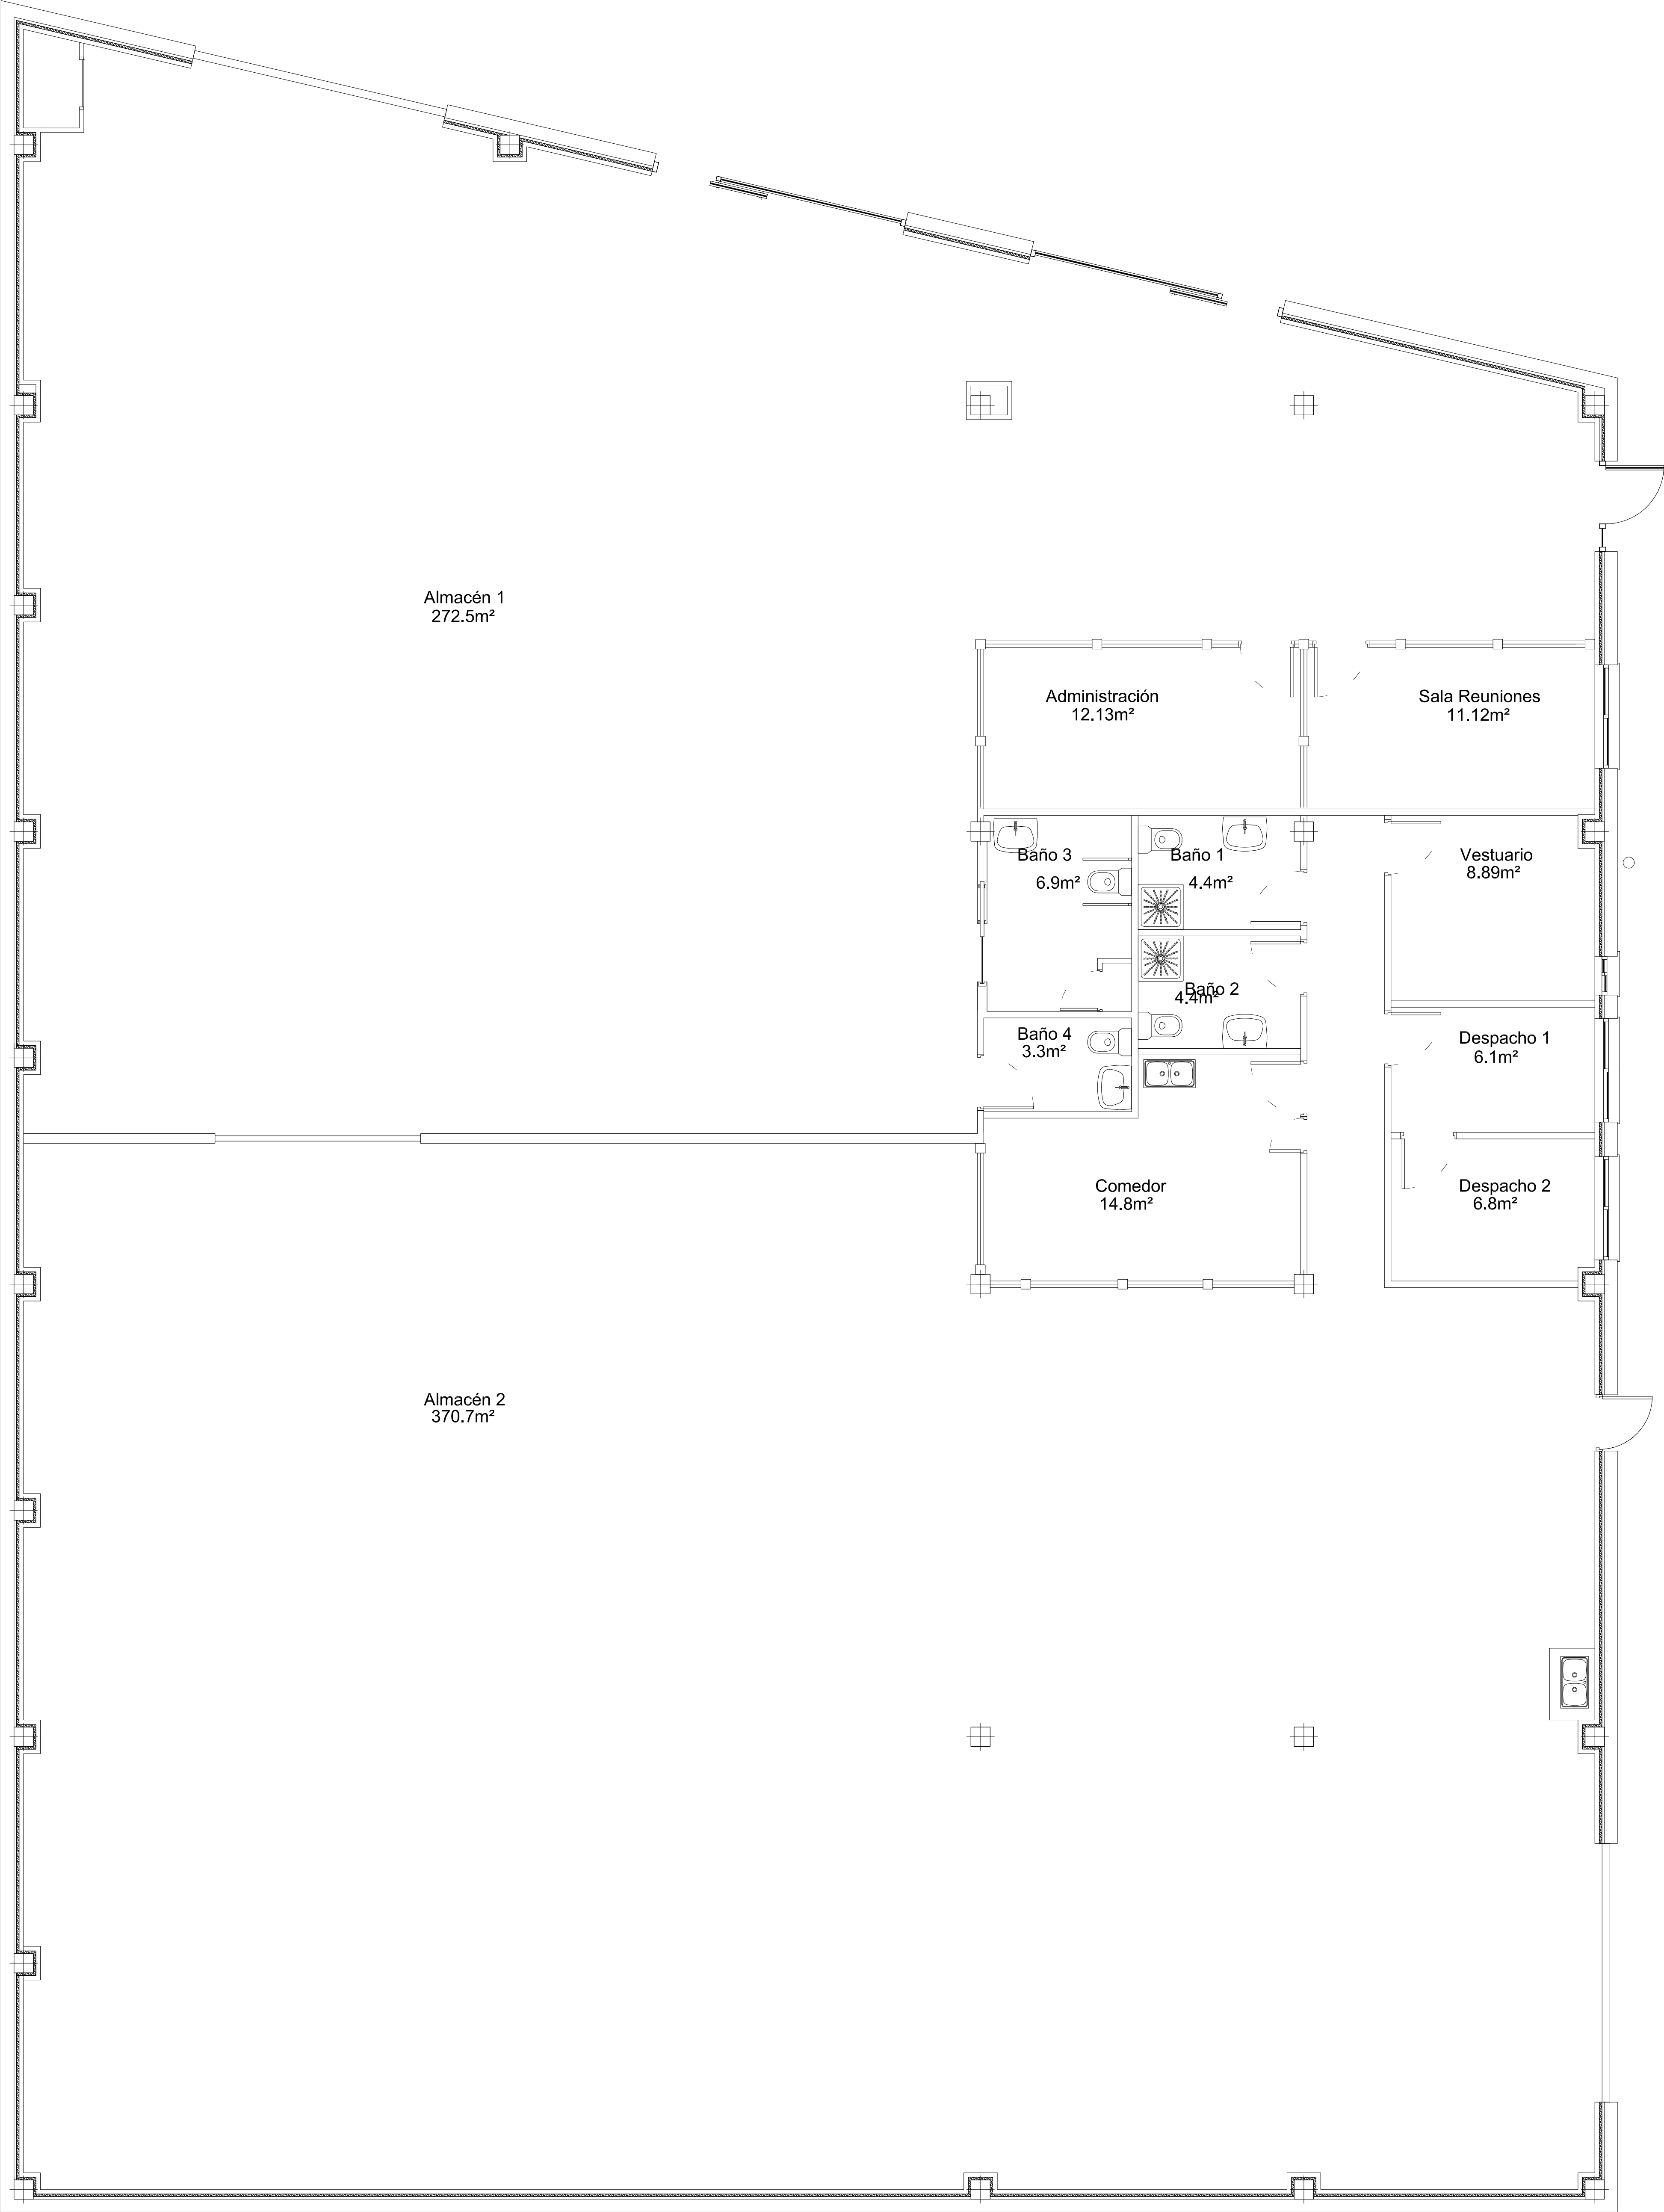 Almacén 1
272.5m²
Administración
12.13m²
Sala Reuniones
11.12m²
Baño 3
6.9m²
Baño 1
4.4m²
Vestuario
8.89m²
Baño 2
4.4m²
Baño 4
3.3m²
Despacho 1
6.1m²
Comedor
14.8m²
Despacho 2
6.8m²
Almacén 2
370.7m²